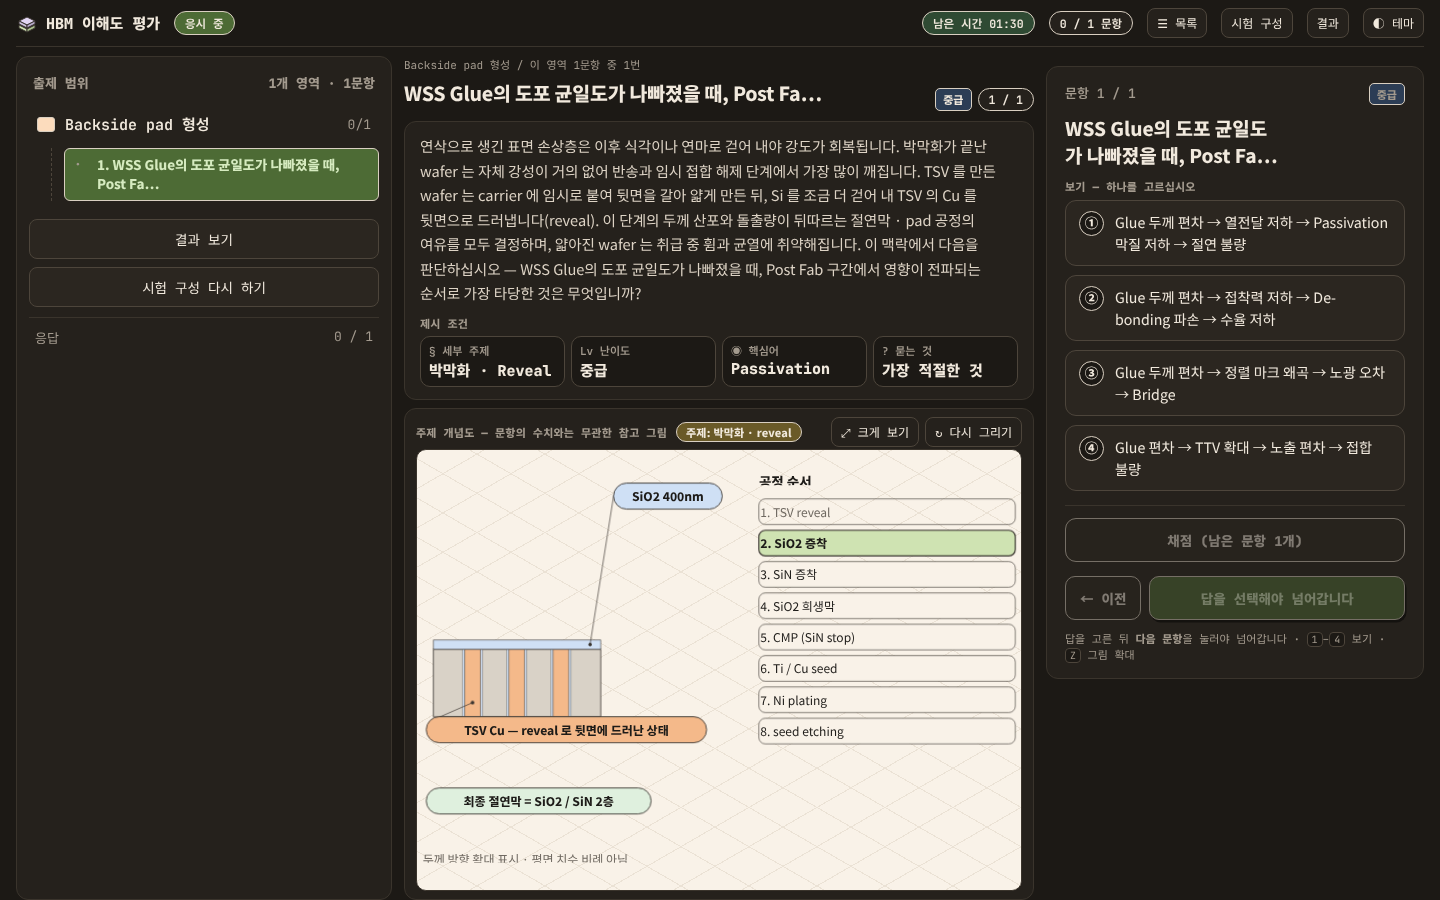 HBM 이해도 평가
응시 중
남은 시간 01:30
0 / 1 문항
☰ 목록
시험 구성
결과
◐ 테마
출제 범위
1개 영역 · 1문항
Backside pad 형성
0/1
1. WSS Glue의 도포 균일도가 나빠졌을 때,
Post Fa…
결과 보기
시험 구성 다시 하기
응답
0 / 1
Backside pad 형성 / 이 영역 1문항 중 1번
WSS Glue의 도포 균일도가 나빠졌을 때, Post Fa…
중급
1 / 1
연삭으로 생긴 표면 손상층은 이후 식각이나 연마로 걷어 내야 강도가 회복됩니다. 박막화가 끝난
wafer 는 자체 강성이 거의 없어 반송과 임시 접합 해제 단계에서 가장 많이 깨집니다. TSV 를 만든
wafer 는 carrier 에 임시로 붙여 뒷면을 갈아 얇게 만든 뒤, Si 를 조금 더 걷어 내 TSV 의 Cu 를
뒷면으로 드러냅니다(reveal). 이 단계의 두께 산포와 돌출량이 뒤따르는 절연막 · pad 공정의
여유를 모두 결정하며, 얇아진 wafer 는 취급 중 휨과 균열에 취약해집니다. 이 맥락에서 다음을
판단하십시오 — WSS Glue의 도포 균일도가 나빠졌을 때, Post Fab 구간에서 영향이 전파되는
순서로 가장 타당한 것은 무엇입니까?
제시 조건
§ 세부 주제
박막화 · Reveal
Lv 난이도
중급
◉ 핵심어
Passivation
? 묻는 것
가장 적절한 것
주제 개념도 — 문항의 수치와는 무관한 참고 그림
주제: 박막화 · reveal
⤢ 크게 보기
↻ 다시 그리기
SiO2 400nm
TSV Cu — reveal 로 뒷면에 드러난 상태
최종 절연막 = SiO2 / SiN 2층
두께 방향 확대 표시 · 평면 치수 비례 아님
공정 순서
1. TSV reveal
2. SiO2 증착
3. SiN 증착
4. SiO2 희생막
5. CMP (SiN stop)
6. Ti / Cu seed
7. Ni plating
8. seed etching
문항 1 / 1
중급
WSS Glue의 도포 균일도
가 나빠졌을 때, Post Fa…
보기 — 하나를 고르십시오
① Glue 두께 편차 → 열전달 저하 → Passivation
막질 저하 → 절연 불량
② Glue 두께 편차 → 접착력 저하 → De-
bonding 파손 → 수율 저하
③ Glue 두께 편차 → 정렬 마크 왜곡 → 노광 오차
→ Bridge
④ Glue 편차 → TTV 확대 → 노출 편차 → 접합
불량
채점 (남은 문항 1개)
← 이전
답을 선택해야 넘어갑니다
답을 고른 뒤 다음 문항을 눌러야 넘어갑니다 · 1–4 보기 ·
Z 그림 확대